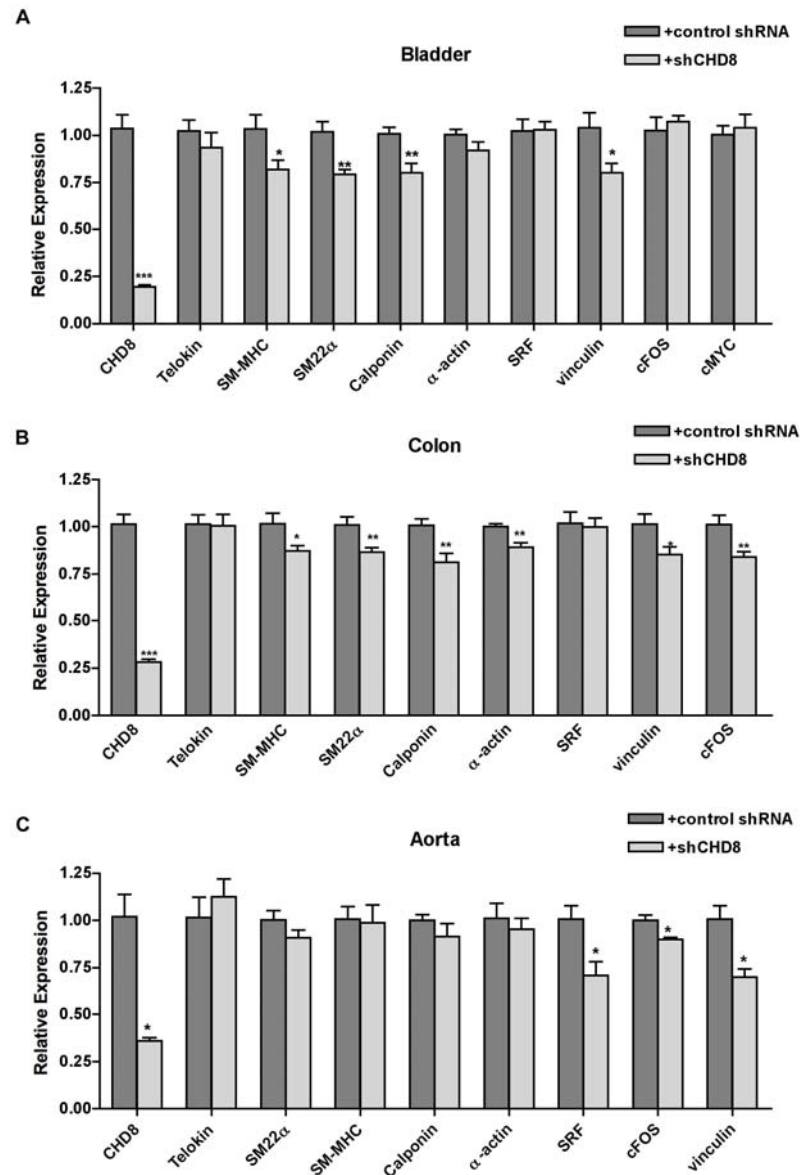 A
+control shRNA
Bladder
+shCHD8
1.25
1.00
0.75
0.50
0.25
0.00
Relative Expression
***
*
**
**
*
CHD8
Telokin
SM-MHC
SM22α
Calponin
α-actin
SRF
vinculin
cFOS
cMYC
B
+control shRNA
Colon
+shCHD8
1.25
1.00
0.75
0.50
0.25
0.00
Relative Expression
***
*
**
**
**
*
**
CHD8
Telokin
SM-MHC
SM22α
Calponin
α-actin
SRF
vinculin
cFOS
C
+control shRNA
Aorta
+shCHD8
1.25
1.00
0.75
0.50
0.25
0.00
Relative Expression
*
*
*
*
CHD8
Telokin
SM22α
SM-MHC
Calponin
α-actin
SRF
cFOS
vinculin